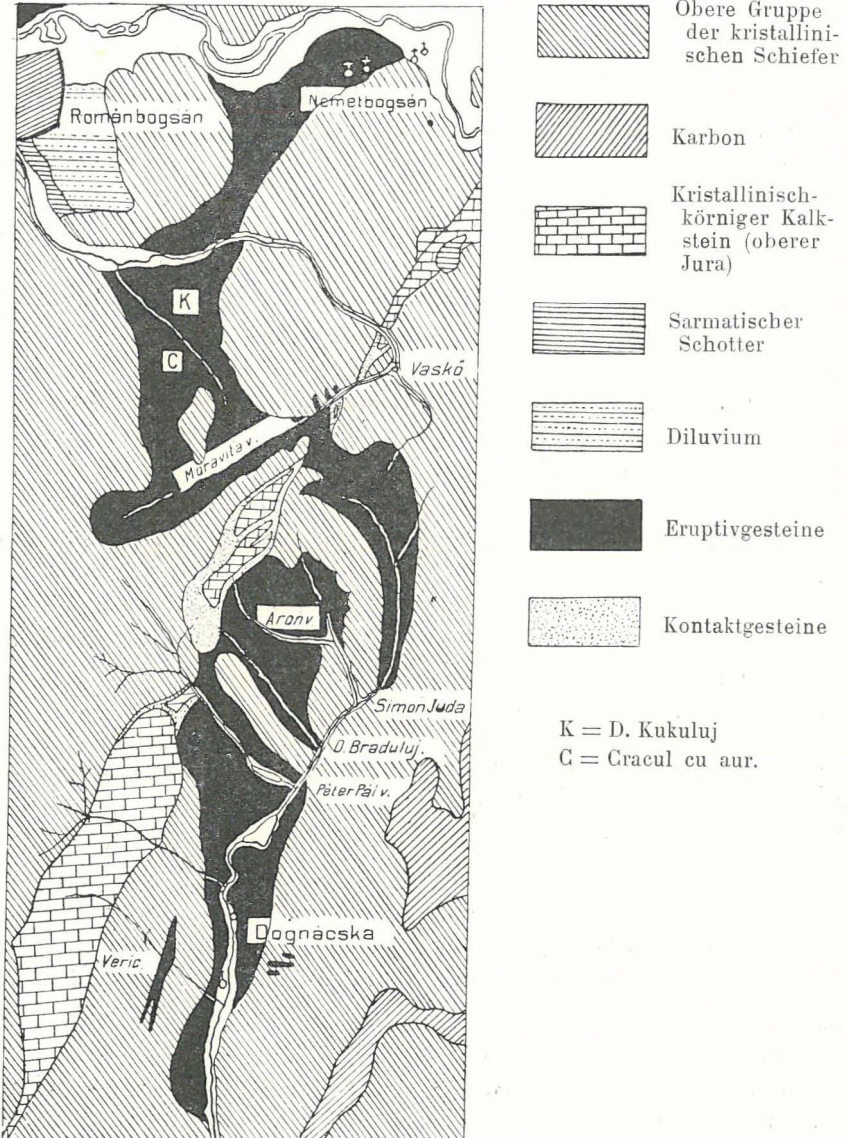 Románbogsán
Nemetbogsán
K
C
Vaskő
Moravita v.
Aron v.
Simon Juda
D. Braduluj.
Péter Pál v.
Dognácska
Veric.
Obere Gruppe
der kristallini-
schen Schiefer
Karbon
Kristallinisch-
körniger Kalk-
stein (oberer
Jura)
Sarmatischer
Schotter
Diluvium
Eruptivgesteine
Kontaktgesteine
K = D. Kukuluj
C = Cracul cu aur.